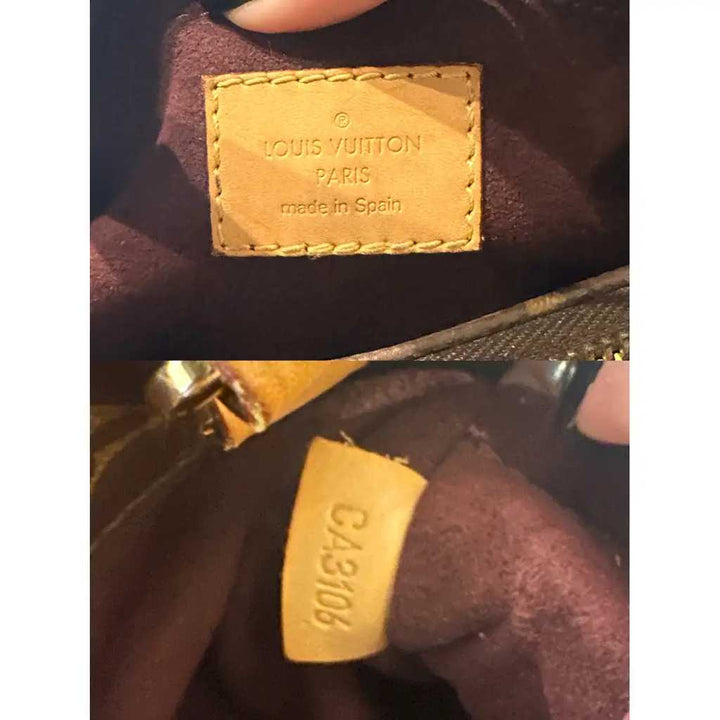 ®
LOUIS VUITTON
PARIS
made in Spain
CA3106